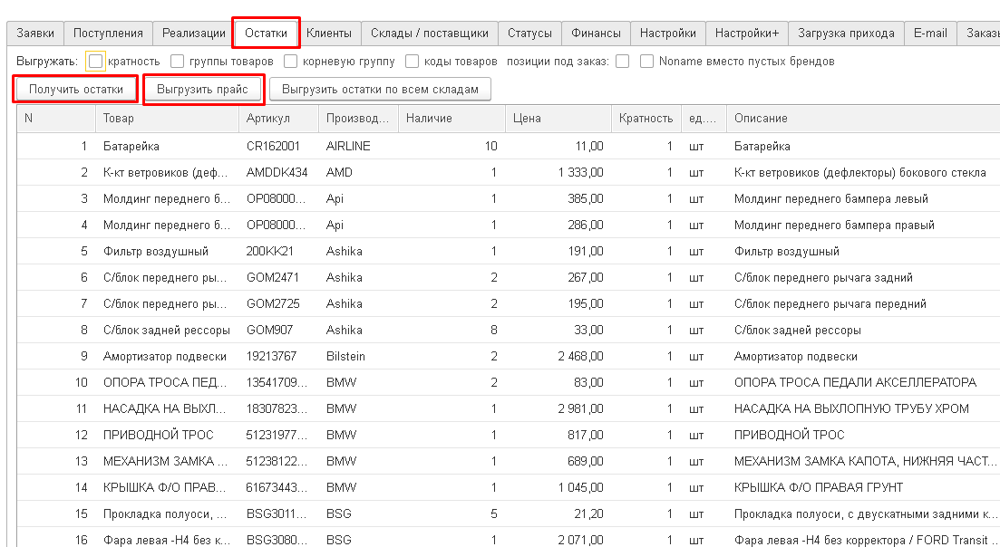 Заявки Поступления Реализации Остатки Клиенты Склады / поставщики Статусы Финансы Настройки Настройки+ Загрузка прихода E-mail Заказы
Выгружать: кратность группы товаров корневую группу коды товаров позиции под заказ: Noname вместо пустых брендов
Получить остатки Выгрузить прайс Выгрузить остатки по всем складам
N Товар Артикул Производ... Наличие Цена Кратность ед.... Описание
1 Батарейка CR162001 AIRLINE 10 11,00 1 шт Батарейка
2 К-кт ветровиков (деф... AMDDK434 AMD 1 1 333,00 1 шт К-кт ветровиков (дефлекторы) бокового стекла
3 Молдинг переднего б... OP08000... Api 1 385,00 1 шт Молдинг переднего бампера левый
4 Молдинг переднего б... OP08000... Api 1 286,00 1 шт Молдинг переднего бампера правый
5 Фильтр воздушный 200KK21 Ashika 1 191,00 1 шт Фильтр воздушный
6 С/блок переднего ры... GOM2471 Ashika 2 267,00 1 шт С/блок переднего рычага задний
7 С/блок переднего ры... GOM2725 Ashika 2 195,00 1 шт С/блок переднего рычага передний
8 С/блок задней рессоры GOM907 Ashika 8 33,00 1 шт С/блок задней рессоры
9 Амортизатор подвески 19213767 Bilstein 2 2 468,00 1 шт Амортизатор подвески
10 ОПОРА ТРОСА ПЕД... 13541709... BMW 2 83,00 1 шт ОПОРА ТРОСА ПЕДАЛИ АКСЕЛЛЕРАТОРА
11 НАСАДКА НА ВЫХЛ... 18307823... BMW 1 2 981,00 1 шт НАСАДКА НА ВЫХЛОПНУЮ ТРУБУ ХРОМ
12 ПРИВОДНОЙ ТРОС 51231977... BMW 1 817,00 1 шт ПРИВОДНОЙ ТРОС
13 МЕХАНИЗМ ЗАМКА ... 51238122... BMW 1 689,00 1 шт МЕХАНИЗМ ЗАМКА КАПОТА, НИЖНЯЯ ЧАСТ...
14 КРЫШКА Ф/О ПРАВ... 61673443... BMW 1 1 045,00 1 шт КРЫШКА Ф/О ПРАВАЯ ГРУНТ
15 Прокладка полуоси, ... BSG3011... BSG 5 21,20 1 шт Прокладка полуоси, с двускатными задними к...
16 Фара левая -H4 без к... BSG3080... BSG 1 2 071,00 1 шт Фара левая -H4 без корректора / FORD Transit ...